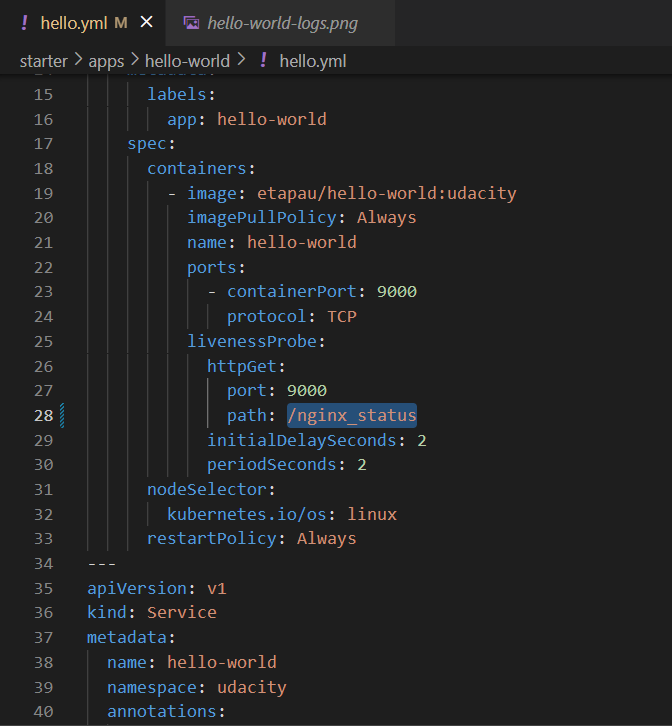 ! hello.yml M × hello-world-logs.png
starter > apps > hello-world > ! hello.yml
15 labels:
16 app: hello-world
17 spec:
18 containers:
19 - image: etapau/hello-world:udacity
20 imagePullPolicy: Always
21 name: hello-world
22 ports:
23 - containerPort: 9000
24 protocol: TCP
25 livenessProbe:
26 httpGet:
27 port: 9000
28 path: /nginx_status
29 initialDelaySeconds: 2
30 periodSeconds: 2
31 nodeSelector:
32 kubernetes.io/os: linux
33 restartPolicy: Always
34 ---
35 apiVersion: v1
36 kind: Service
37 metadata:
38 name: hello-world
39 namespace: udacity
40 annotations: